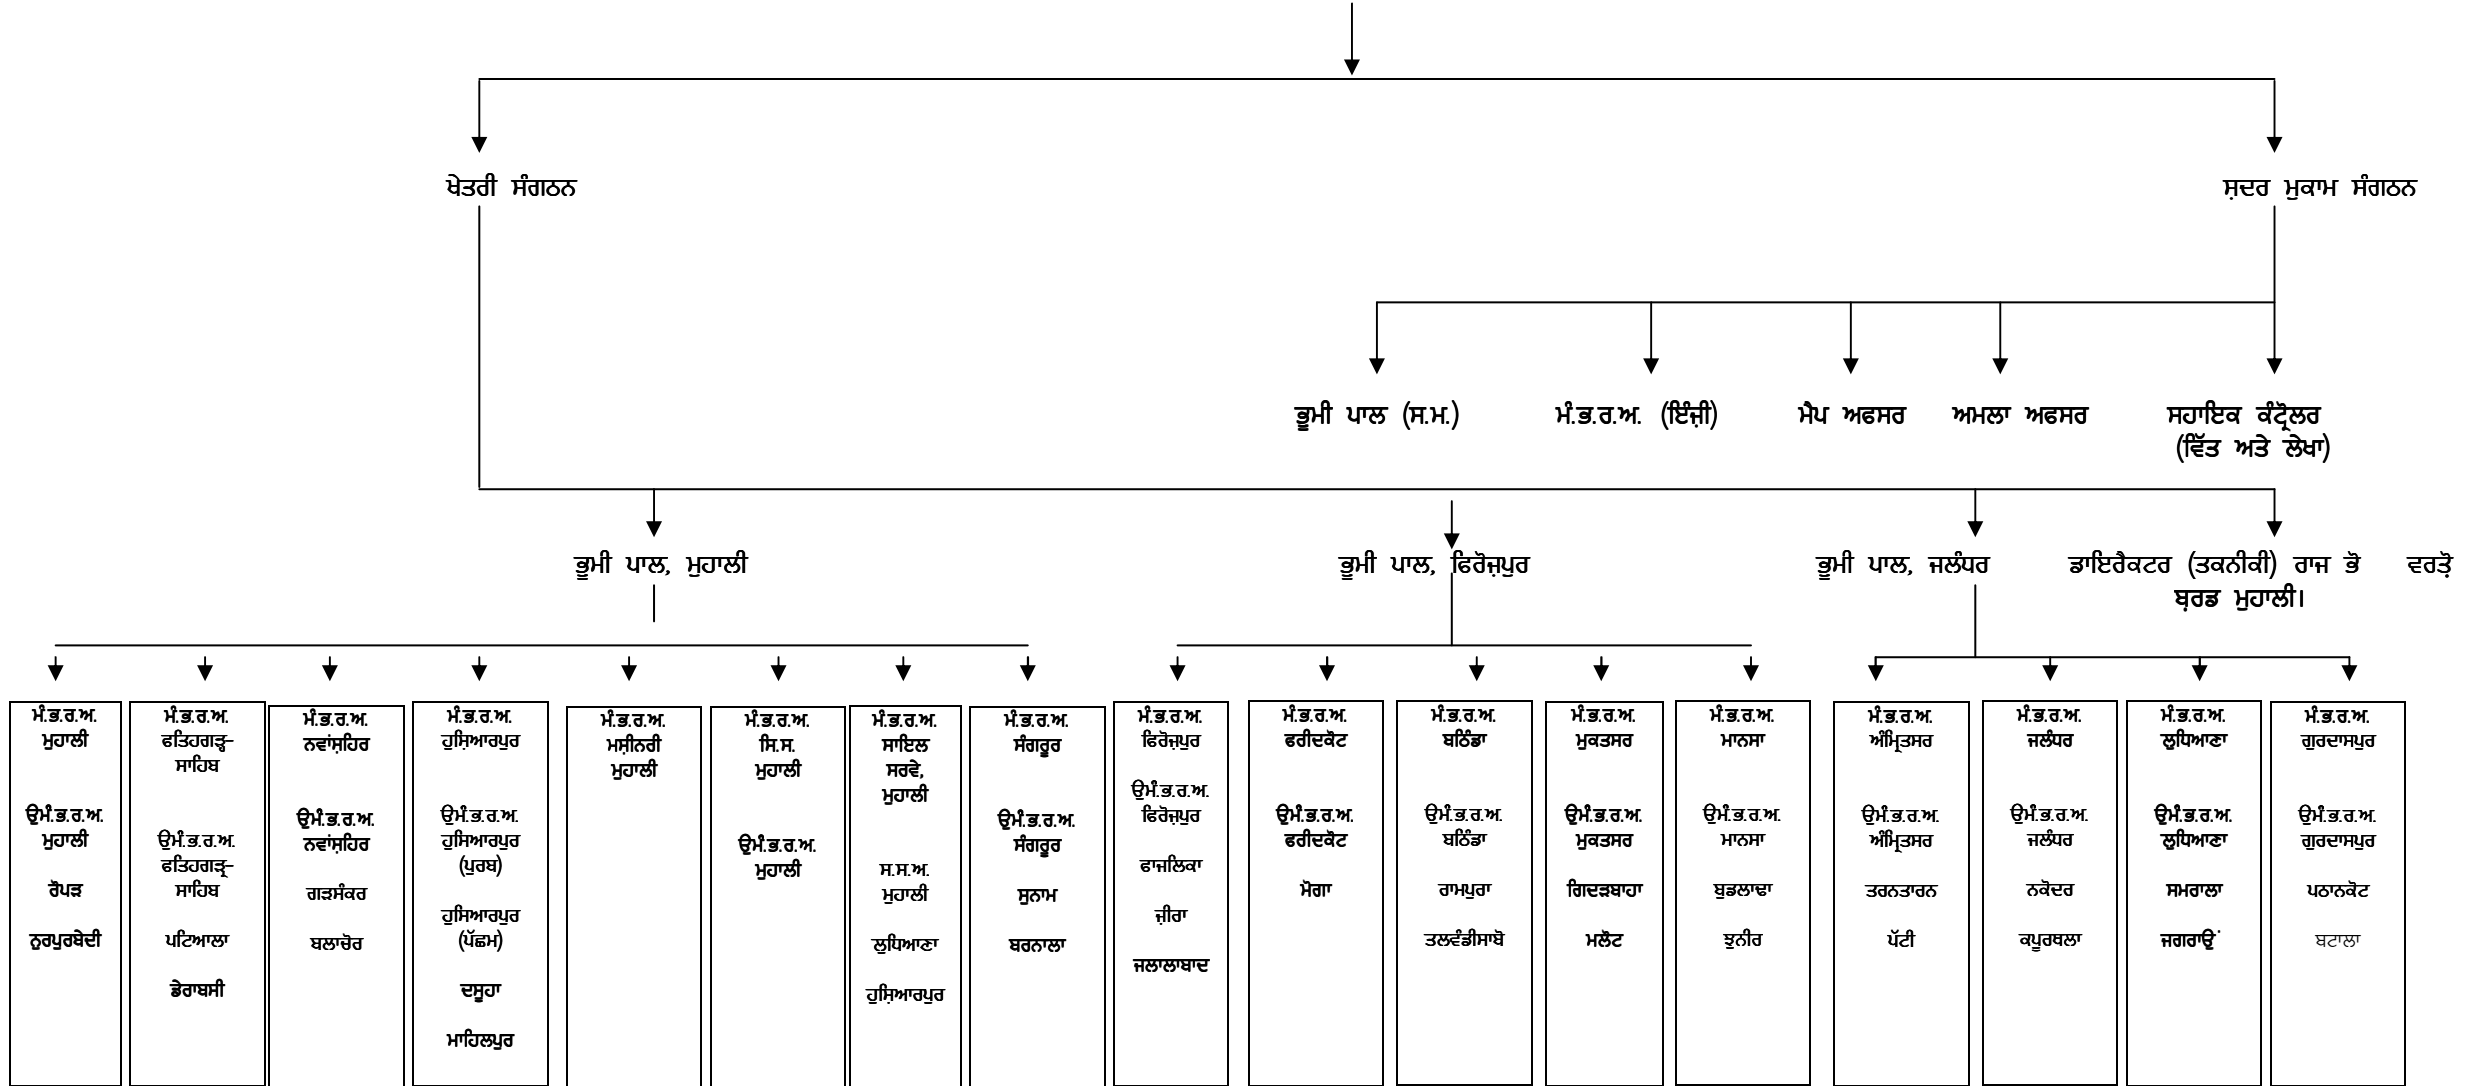 ਖੇਤਰੀ ਸੰਗਠਨ
ਸ਼ਦਰ ਮੁਕਾਮ ਸੰਗਠਨ
ਭੂਮੀ ਪਾਲ (ਸ.ਮ.)
ਮੰ.ਭ.ਰ.ਅ. (ਇੰਜ਼ੀ)
ਮੈਪ ਅਫਸਰ
ਅਮਲਾ ਅਫਸਰ
ਸਹਾਇਕ ਕੰਟ੍ਰੋਲਰ
(ਵਿੱਤ ਅਤੇ ਲੇਖਾ)
ਭੂਮੀ ਪਾਲ, ਮੁਹਾਲੀ
ਭੂਮੀ ਪਾਲ, ਫਿਰੋਜ਼ਪੁਰ
ਭੂਮੀ ਪਾਲ, ਜਲੰਧਰ
ਡਾਇਰੈਕਟਰ (ਤਕਨੀਕੀ) ਰਾਜ ਭੋ ਵਰਤੋ਼
ਬ਼ਰਡ ਮੁਹਾਲੀ।
ਮੰ.ਭ.ਰ.ਅ.
ਮੁਹਾਲੀ
ਉਮੰ.ਭ.ਰ.ਅ.
ਮੁਹਾਲੀ
ਰੋਪੜ
ਨੁਰਪੁਰਬੇਦੀ
ਮੰ.ਭ.ਰ.ਅ.
ਫਤਿਹਗੜ੍ਹ-
ਸਾਹਿਬ
ਉਮੰ.ਭ.ਰ.ਅ.
ਫਤਿਹਗੜ੍ਹ-
ਸਾਹਿਬ
ਪਟਿਆਲਾ
ਡੇਰਾਬਸੀ
ਮੰ.ਭ.ਰ.ਅ.
ਨਵਾਂਸ਼ਹਿਰ
ਉਮੰ.ਭ.ਰ.ਅ.
ਨਵਾਂਸ਼ਹਿਰ
ਗੜਸੰਕਰ
ਬਲਾਚੋਰ
ਮੰ.ਭ.ਰ.ਅ.
ਹੁਸ਼ਿਆਰਪੁਰ
ਉਮੰ.ਭ.ਰ.ਅ.
ਹੁਸਿਆਰਪੁਰ
(ਪੁਰਬ)
ਹੁਸਿਆਰਪੁਰ
(ਪੱਛਮ)
ਦਸੂਹਾ
ਮਾਹਿਲਪੁਰ
ਮੰ.ਭ.ਰ.ਅ.
ਮਸ਼ੀਨਰੀ
ਮੁਹਾਲੀ
ਮੰ.ਭ.ਰ.ਅ.
ਸਿ.ਸ.
ਮੁਹਾਲੀ
ਉਮੰ.ਭ.ਰ.ਅ.
ਮੁਹਾਲੀ
ਮੰ.ਭ.ਰ.ਅ.
ਸਾਇਲ
ਸਰਵੇ,
ਮੁਹਾਲੀ
ਸ.ਸ.ਅ.
ਮੁਹਾਲੀ
ਲੁਧਿਆਣਾ
ਹੁਸ਼ਿਆਰਪੁਰ
ਮੰ.ਭ.ਰ.ਅ.
ਸੰਗਰੂਰ
ਉਮੰ.ਭ.ਰ.ਅ.
ਸੰਗਰੂਰ
ਸੁਨਾਮ
ਬਰਨਾਲਾ
ਮੰ.ਭ.ਰ.ਅ.
ਫਿਰੋਜ਼ਪੁਰ
ਉਮੰ.ਭ.ਰ.ਅ.
ਫਿਰੋਜ਼ਪੁਰ
ਫਾਜਲਿਕਾ
ਜ਼ੀਰਾ
ਜਲਾਲਾਬਾਦ
ਮੰ.ਭ.ਰ.ਅ.
ਫਰੀਦਕੋਟ
ਉਮੰ.ਭ.ਰ.ਅ.
ਫਰੀਦਕੋਟ
ਮੋਗਾ
ਮੰ.ਭ.ਰ.ਅ.
ਬਠਿੰਡਾ
ਉਮੰ.ਭ.ਰ.ਅ.
ਬਠਿੰਡਾ
ਰਾਮਪੁਰਾ
ਤਲਵੰਡੀਸਾਬੋ
ਮੰ.ਭ.ਰ.ਅ.
ਮੁਕਤਸਰ
ਉਮੰ.ਭ.ਰ.ਅ.
ਮੁਕਤਸਰ
ਗਿਦੜਬਾਹਾ
ਮਲੌਟ
ਮੰ.ਭ.ਰ.ਅ.
ਮਾਨਸਾ
ਉਮੰ.ਭ.ਰ.ਅ.
ਮਾਨਸਾ
ਬੁਡਲਾਢਾ
ਝੁਨੀਰ
ਮੰ.ਭ.ਰ.ਅ.
ਅੰਮ੍ਰਿਤਸਰ
ਉਮੰ.ਭ.ਰ.ਅ.
ਅੰਮ੍ਰਿਤਸਰ
ਤਰਨਤਾਰਨ
ਪੱਟੀ
ਮੰ.ਭ.ਰ.ਅ.
ਜਲੰਧਰ
ਉਮੰ.ਭ.ਰ.ਅ.
ਜਲੰਧਰ
ਨਕੋਦਰ
ਕਪੂਰਥਲਾ
ਮੰ.ਭ.ਰ.ਅ.
ਲੁਧਿਆਣਾ
ਉਮੰ.ਭ.ਰ.ਅ.
ਲੁਧਿਆਣਾ
ਸਮਰਾਲਾ
ਜਗਰਾਉਂ
ਮੰ.ਭ.ਰ.ਅ.
ਗੁਰਦਾਸਪੁਰ
ਉਮੰ.ਭ.ਰ.ਅ.
ਗੁਰਦਾਸਪੁਰ
ਪਠਾਨਕੋਟ
ਬਟਾਲਾ